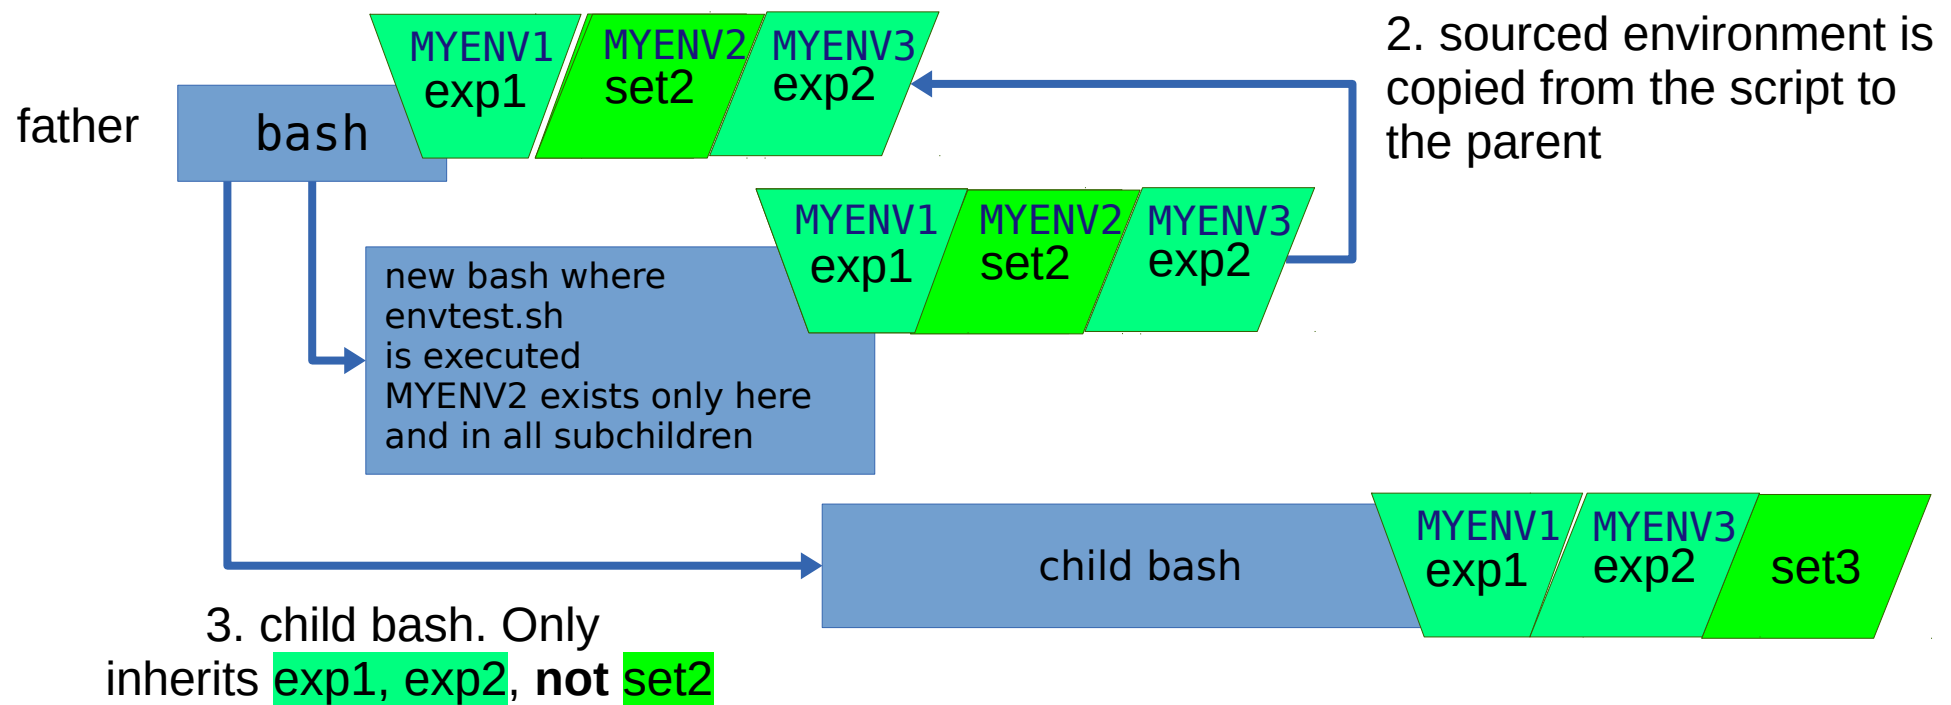 MYENV1 MYENV2 MYENV3
exp1 set2 exp2
father
bash
2. sourced environment is
copied from the script to
the parent
MYENV1 MYENV2 MYENV3
exp1 set2 exp2
new bash where
envtest.sh
is executed
MYENV2 exists only here
and in all subchildren
child bash
MYENV1 MYENV3
exp1 exp2 set3
3. child bash. Only
inherits exp1, exp2, not set2